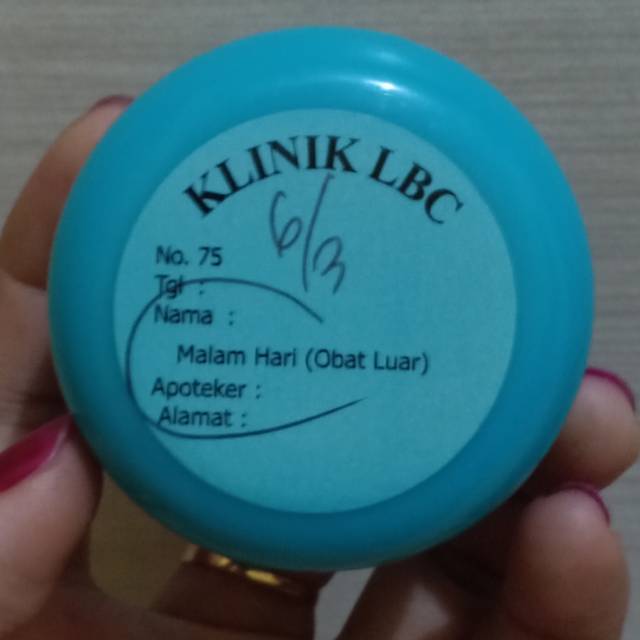 KLINIK LBC
6/3
No. 75
Tgl :
Nama :
Malam Hari (Obat Luar)
Apoteker :
Alamat :